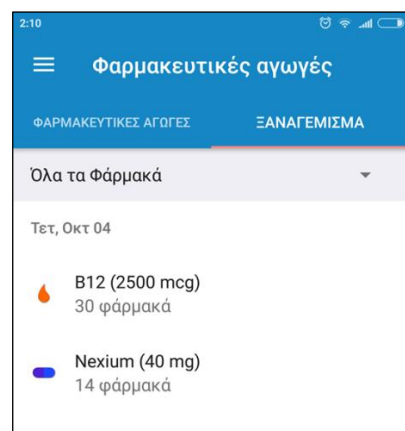 2:10
Φαρμακευτικές αγωγές
ΦΑΡΜΑΚΕΥΤΙΚΕΣ ΑΓΩΓΕΣ ΞΑΝΑΓΕΜΙΣΜΑ
Όλα τα Φάρμακά
Τετ, Οκτ 04
B12 (2500 mcg)
30 φάρμακά
Nexium (40 mg)
14 φάρμακά